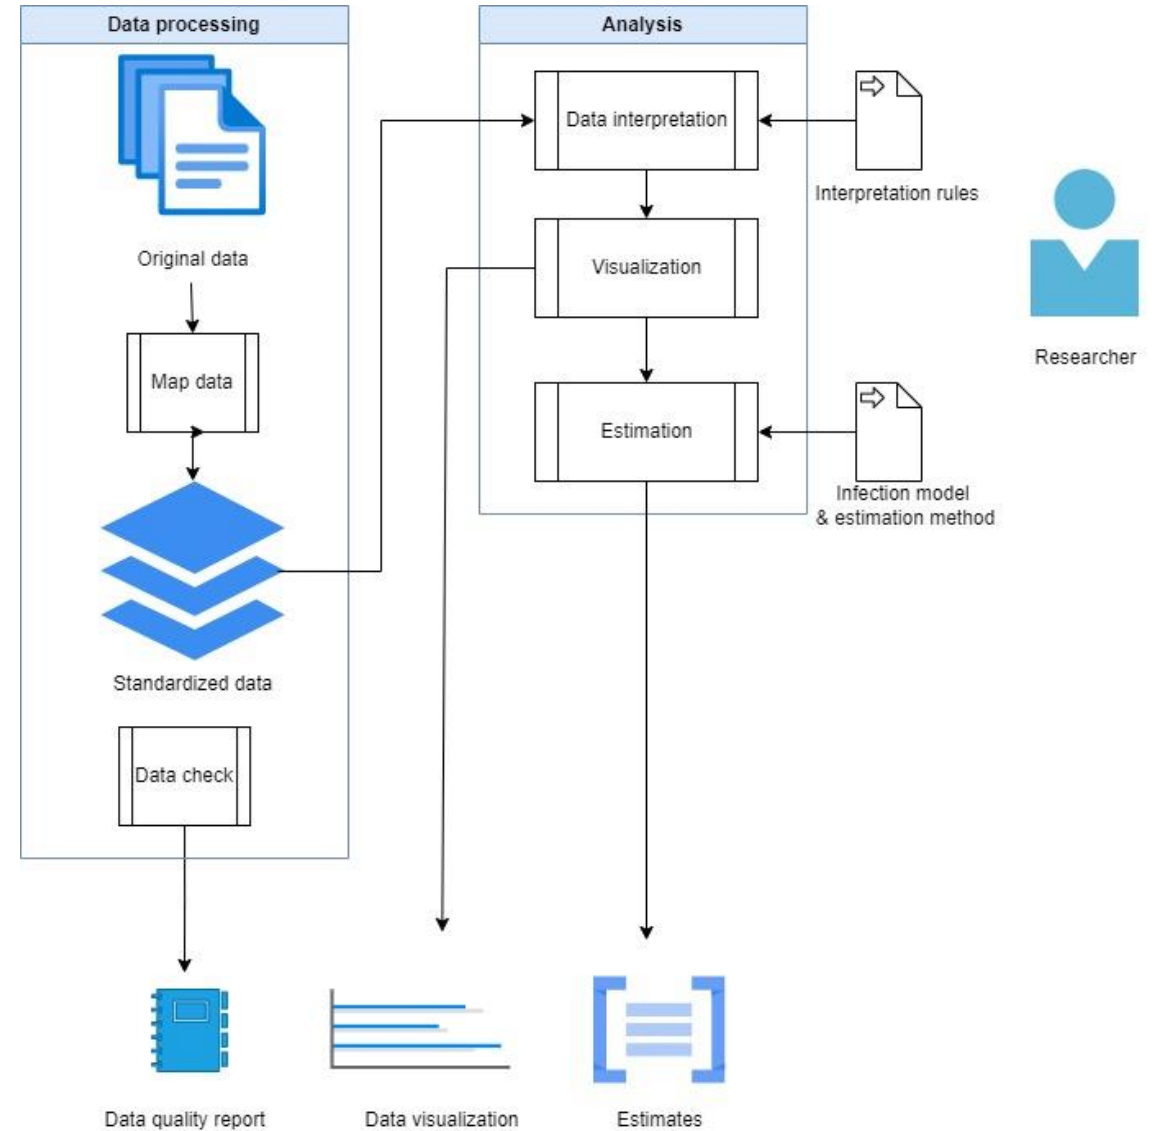 Data processing
Original data
Map data
Standardized data
Data check
Analysis
Data interpretation
Visualization
Estimation
Interpretation rules
Infection model
& estimation method
Researcher
Data quality report
Data visualization
Estimates